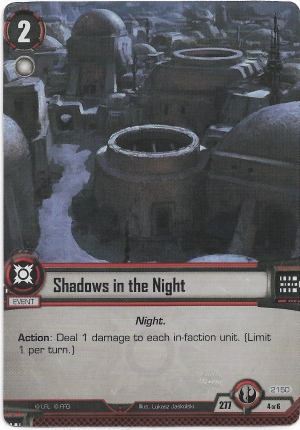 2
Shadows in the Night
EVENT
Night.
Action: Deal 1 damage to each in-faction unit. (Limit
1 per turn.)
2150
© LFL © FFG
Illust. Lukasz Jaskolski
277
4 of 6